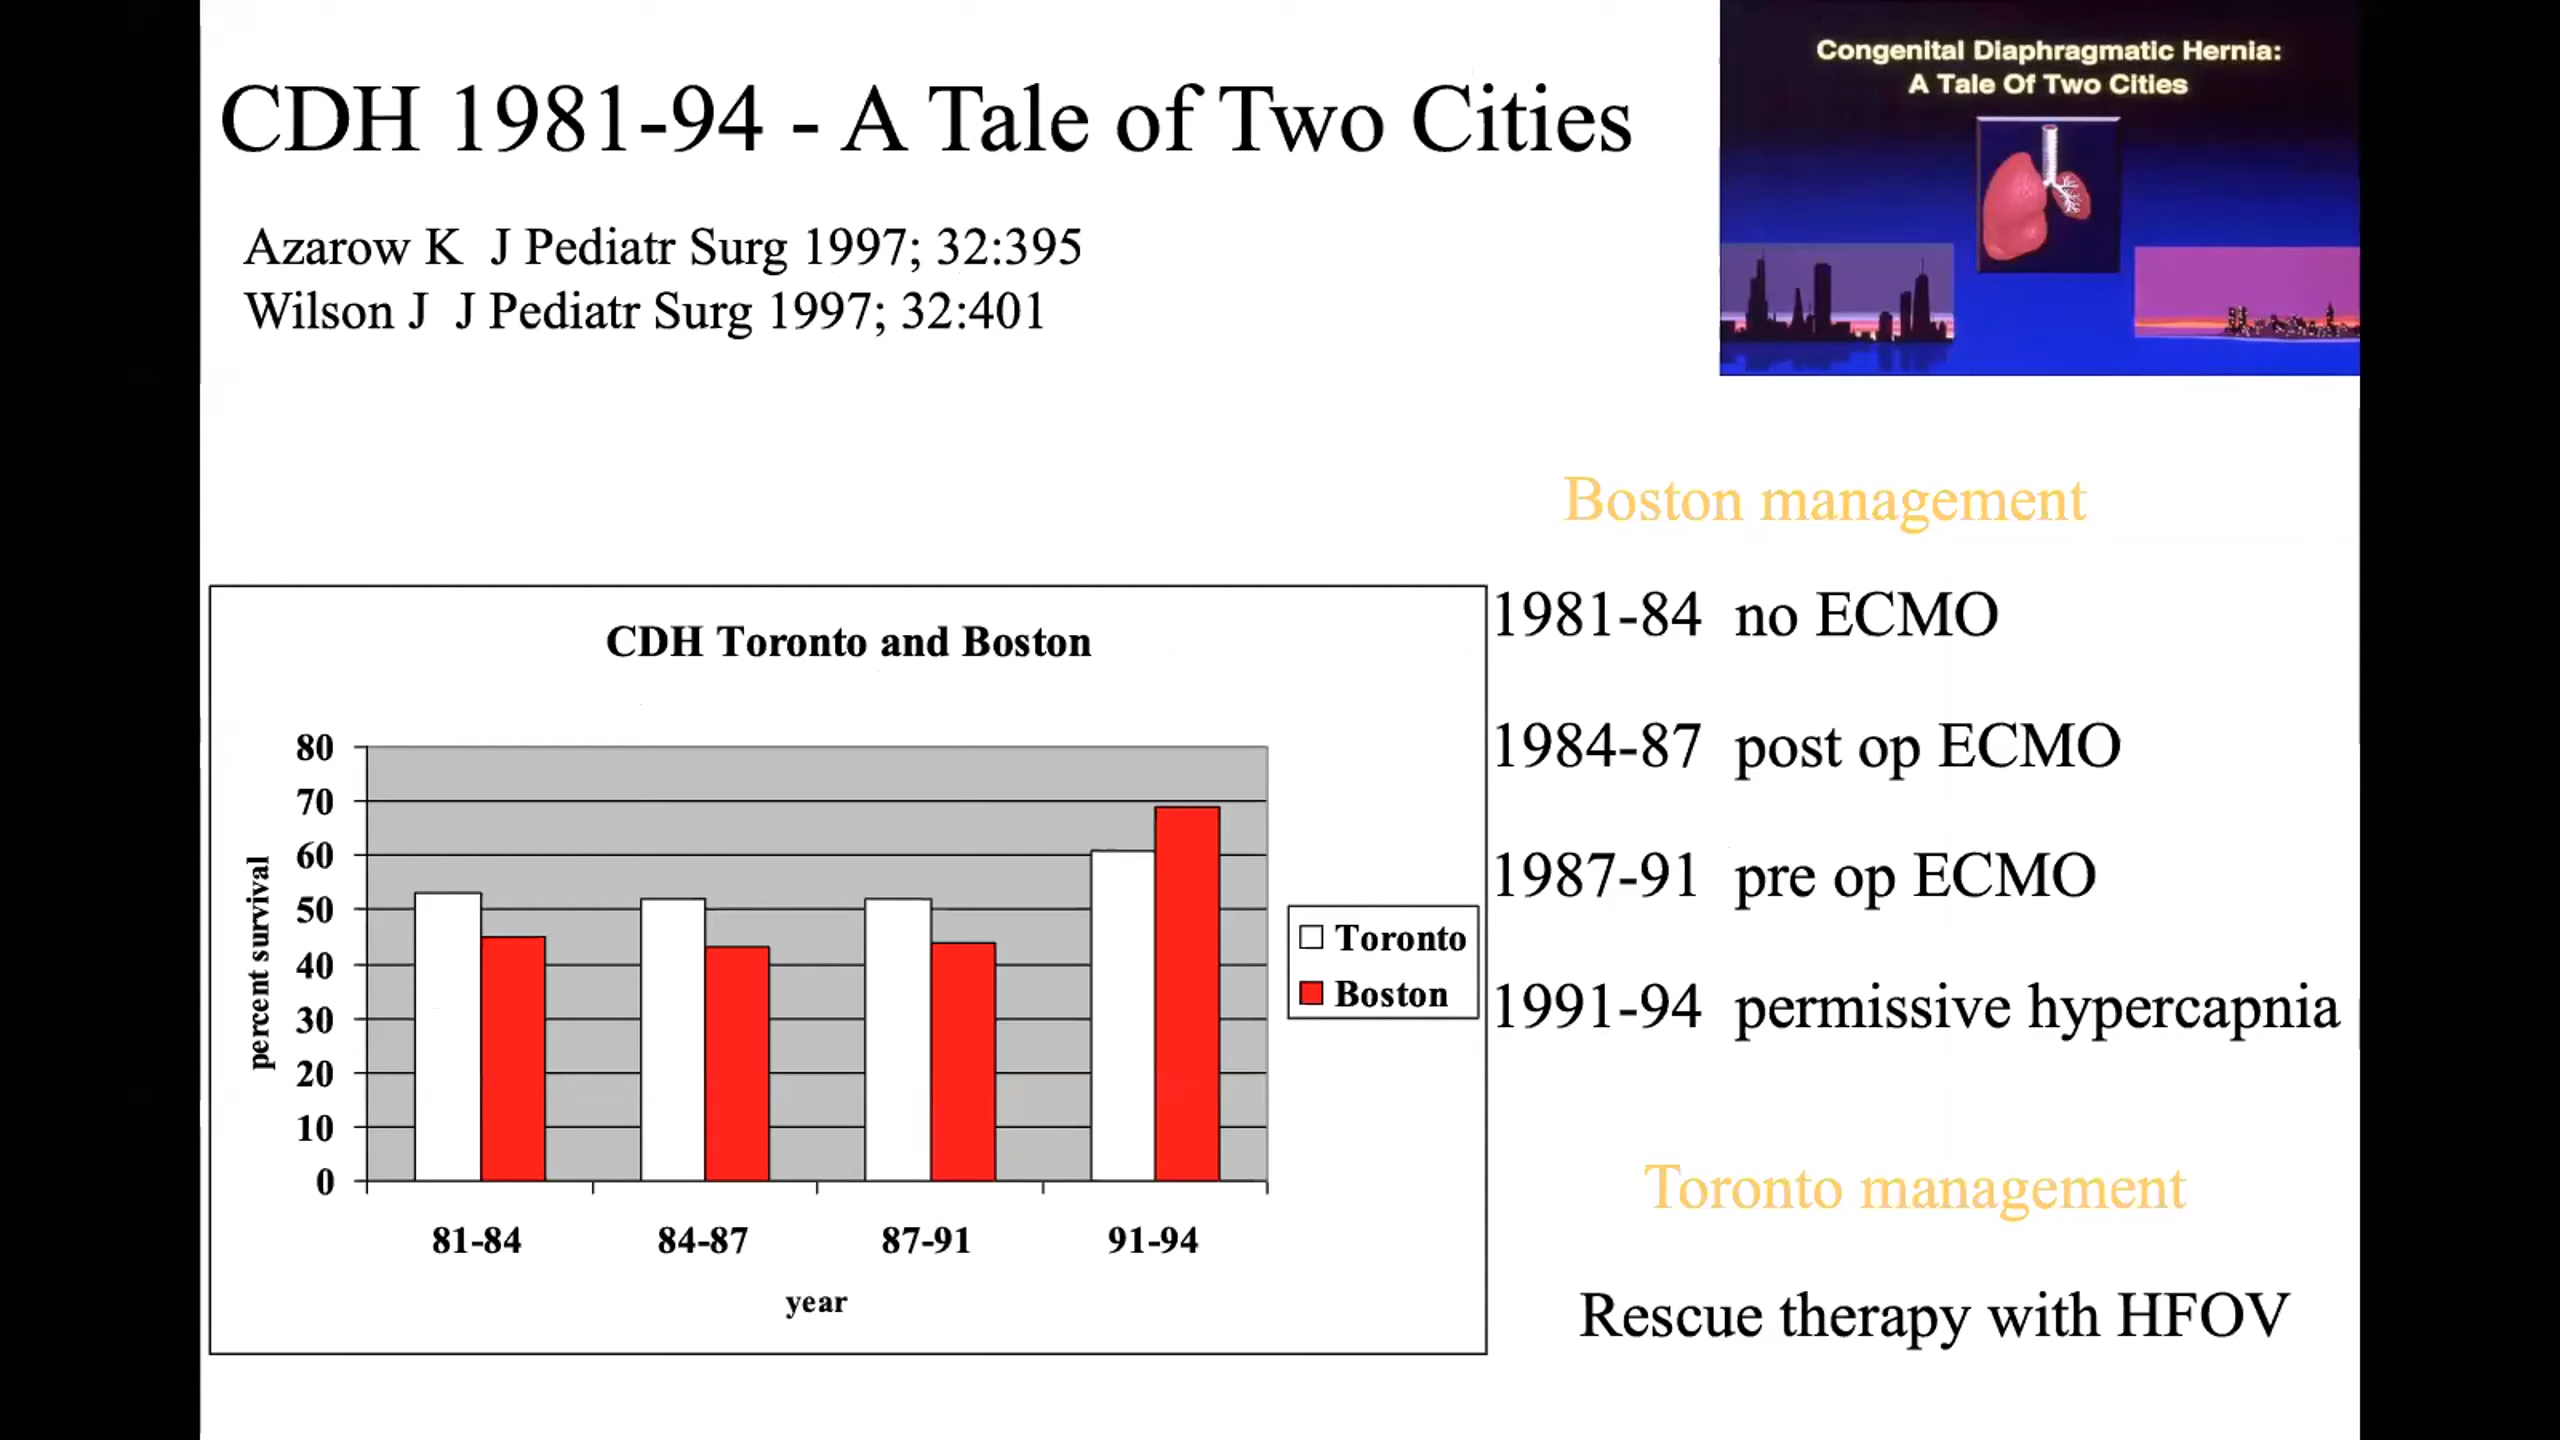 CDH 1981-94 - A Tale of Two Cities
Azarow K J Pediatr Surg 1997; 32:395
Wilson J J Pediatr Surg 1997; 32:401
Congenital Diaphragmatic Hernia:
A Tale Of Two Cities
CDH Toronto and Boston
percent survival
80
70
60
50
40
30
20
10
0
81-84 84-87 87-91 91-94
year
Toronto
Boston
Boston management
1981-84 no ECMO
1984-87 post op ECMO
1987-91 pre op ECMO
1991-94 permissive hypercapnia
Toronto management
Rescue therapy with HFOV